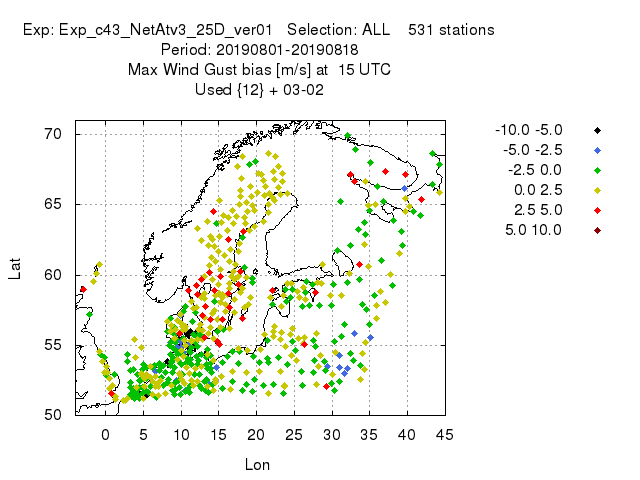 Exp: Exp_c43_NetAtv3_25D_ver01 Selection: ALL 531 stations
Period: 20190801-20190818
Max Wind Gust bias [m/s] at 15 UTC
Used {12} + 03-02
-10.0 -5.0
-5.0 -2.5
-2.5 0.0
0.0 2.5
2.5 5.0
5.0 10.0
70
65
60
55
50
Lat
0 5 10 15 20 25 30 35 40 45
Lon